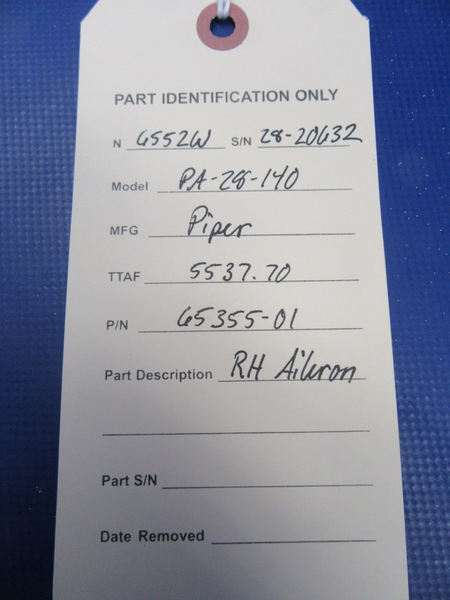 PART IDENTIFICATION ONLY
N 6552W S/N 28-20632
Model PA-28-140
MFG Piper
TTAF 5537.70
P/N 65355-01
Part Description RH Aileron
Part S/N
Date Removed